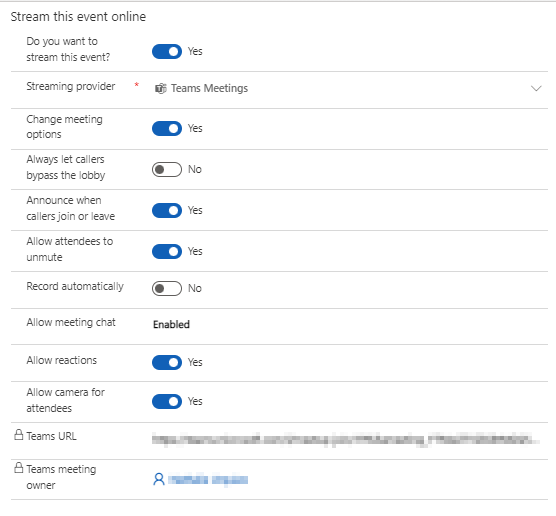 Stream this event online
Do you want to
stream this event?
Yes
Streaming provider
*
Teams Meetings
Change meeting
options
Yes
Always let callers
bypass the lobby
No
Announce when
callers join or leave
Yes
Allow attendees to
unmute
Yes
Record automatically
No
Allow meeting chat
Enabled
Allow reactions
Yes
Allow camera for
attendees
Yes
Teams URL
Teams meeting
owner